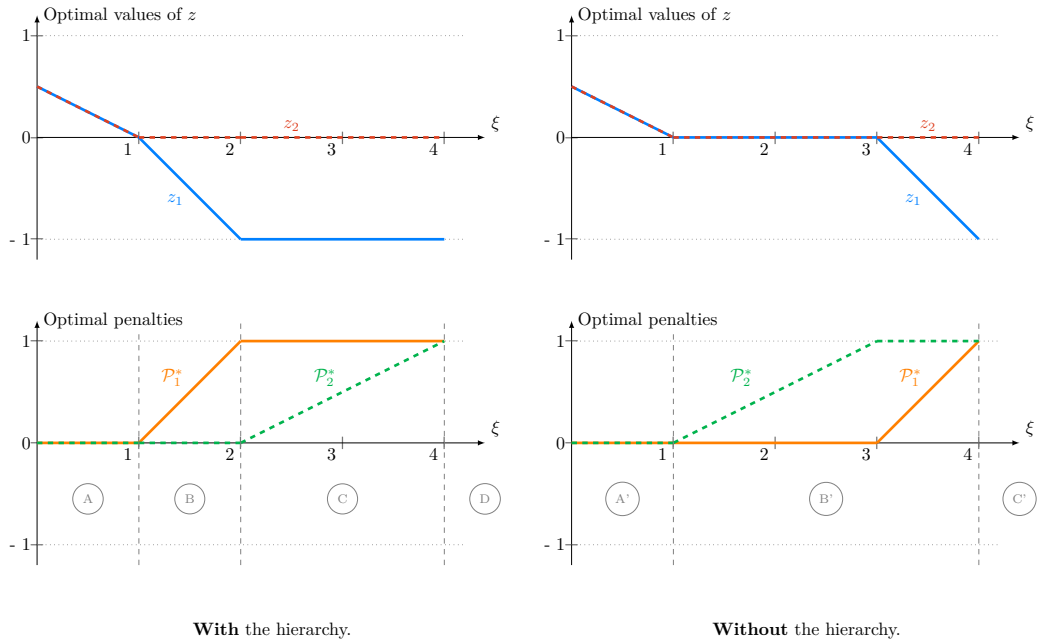 Optimal values of z
1
0
- 1
1
2
3
4
ξ
z₂
z₁
Optimal values of z
1
0
- 1
1
2
3
4
ξ
z₂
z₁
Optimal penalties
1
0
- 1
1
2
3
4
ξ
𝒫₁*
𝒫₂*
A
B
C
D
Optimal penalties
1
0
- 1
1
2
3
4
ξ
𝒫₂*
𝒫₁*
A'
B'
C'
With the hierarchy.
Without the hierarchy.